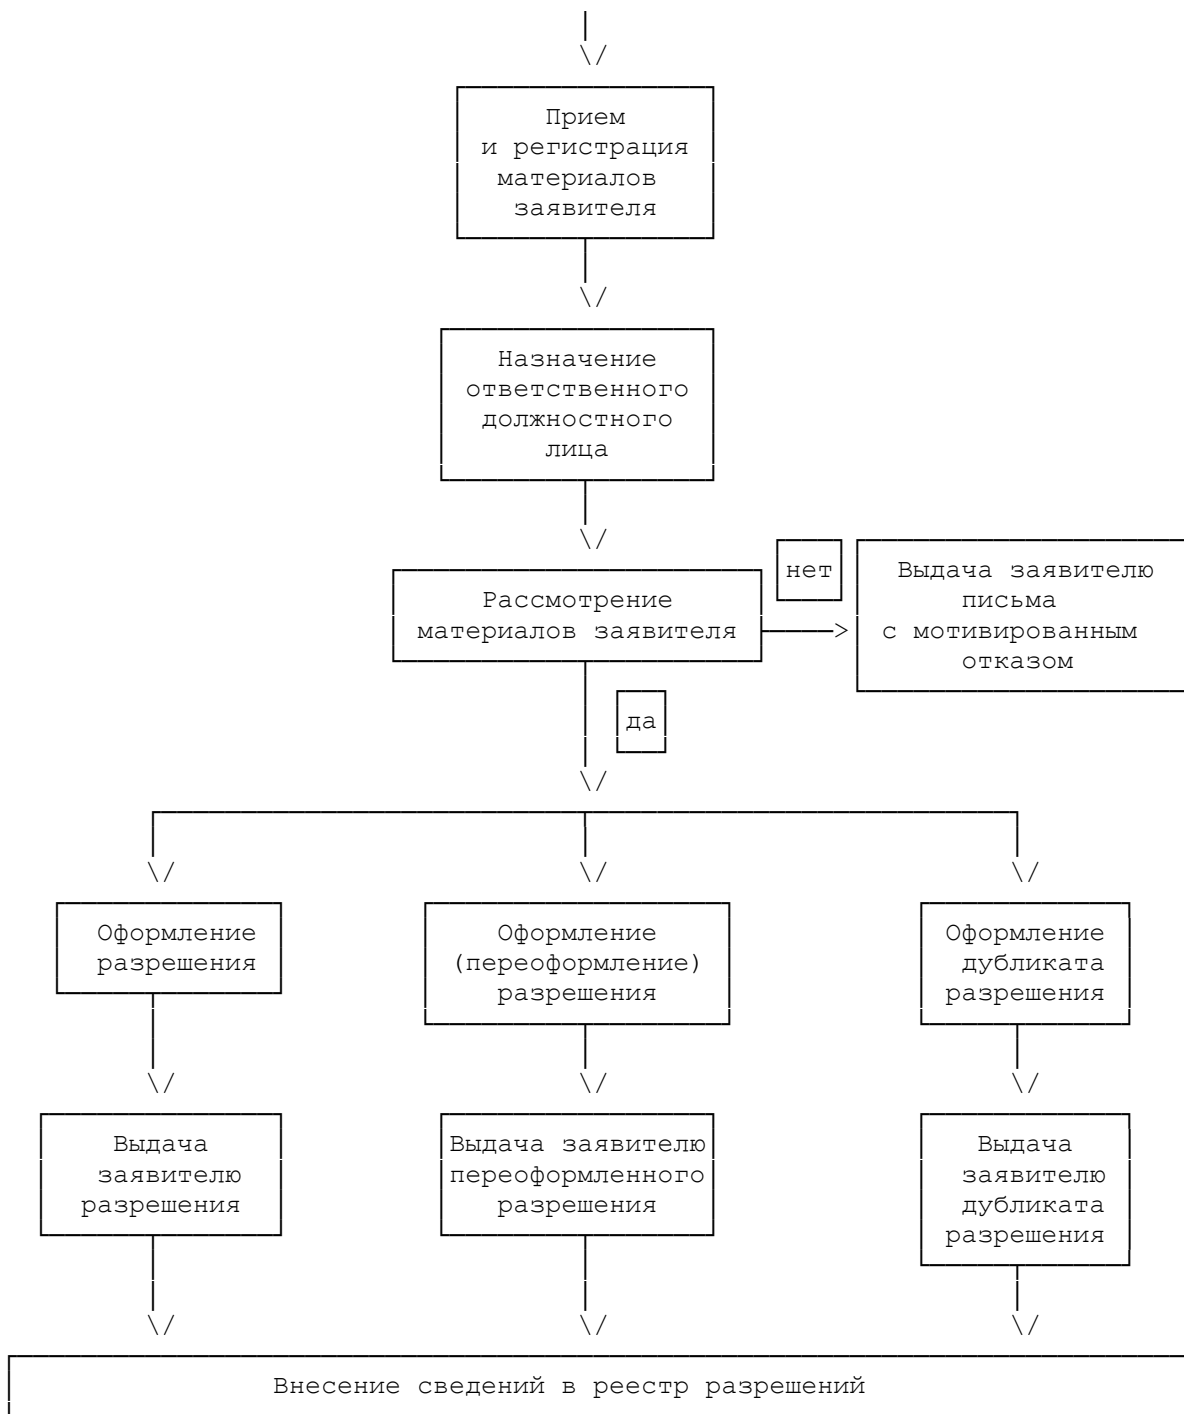 Прием
и регистрация
материалов
заявителя
Назначение
ответственного
должностного
лица
нет
Рассмотрение
материалов заявителя
Выдача заявителю
письма
с мотивированным
отказом
да
Оформление
разрешения
Оформление
(переоформление)
разрешения
Оформление
дубликата
разрешения
Выдача
заявителю
разрешения
Выдача заявителю
переоформленного
разрешения
Выдача
заявителю
дубликата
разрешения
Внесение сведений в реестр разрешений